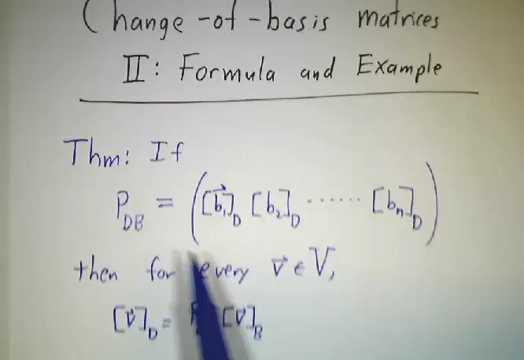 Change-of-basis matrices
II: Formula and Example
Thm: If
P_DB = ([b⃗₁]_D [b₂]_D ...... [bₙ]_D)
then for every v⃗ ∈ V,
[v⃗]_D = [v⃗]_B